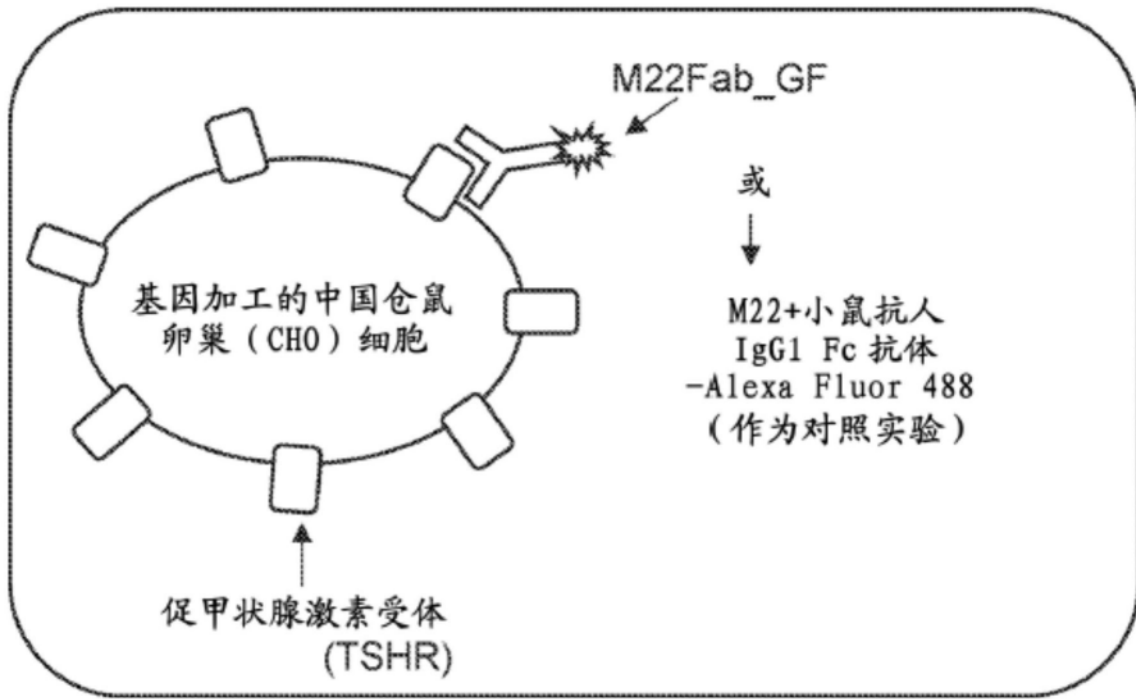 M22Fab_GF
或
基因加工的中国仓鼠
卵巢（CHO）细胞
M22+小鼠抗人
IgG1 Fc 抗体
-Alexa Fluor 488
（作为对照实验）
促甲状腺激素受体
(TSHR)